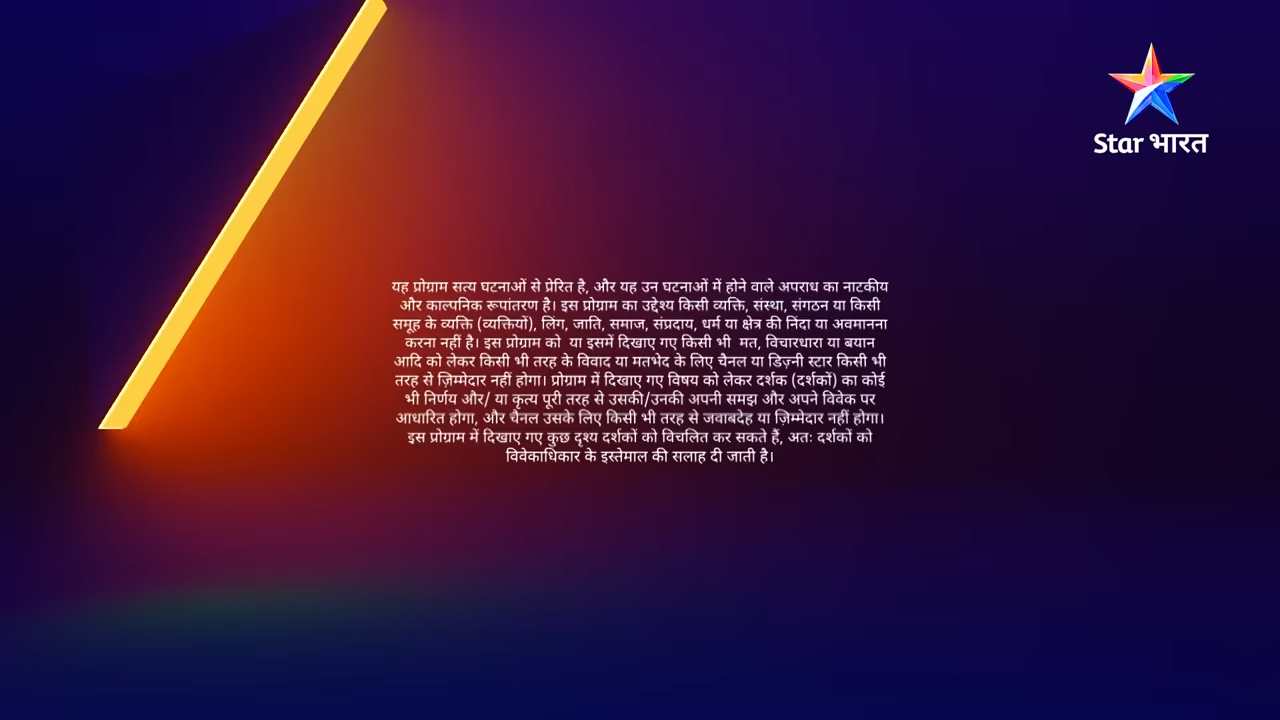 Star भारत
यह प्रोग्राम सत्य घटनाओं से प्रेरित है, और यह उन घटनाओं में होने वाले अपराध का नाटकीय
और काल्पनिक रूपांतरण है। इस प्रोग्राम का उद्देश्य किसी व्यक्ति, संस्था, संगठन या किसी
समूह के व्यक्ति (व्यक्तियों), लिंग, जाति, समाज, संप्रदाय, धर्म या क्षेत्र की निंदा या अवमानना
करना नहीं है। इस प्रोग्राम को  या इसमें दिखाए गए किसी भी  मत, विचारधारा या बयान
आदि को लेकर किसी भी तरह के विवाद या मतभेद के लिए चैनल या डिज़्नी स्टार किसी भी
तरह से ज़िम्मेदार नहीं होगा। प्रोग्राम में दिखाए गए विषय को लेकर दर्शक (दर्शकों) का कोई
भी निर्णय और/ या कृत्य पूरी तरह से उसकी/उनकी अपनी समझ और अपने विवेक पर
आधारित होगा, और चैनल उसके लिए किसी भी तरह से जवाबदेह या ज़िम्मेदार नहीं होगा।
इस प्रोग्राम में दिखाए गए कुछ दृश्य दर्शकों को विचलित कर सकते हैं, अतः दर्शकों को
विवेकाधिकार के इस्तेमाल की सलाह दी जाती है।